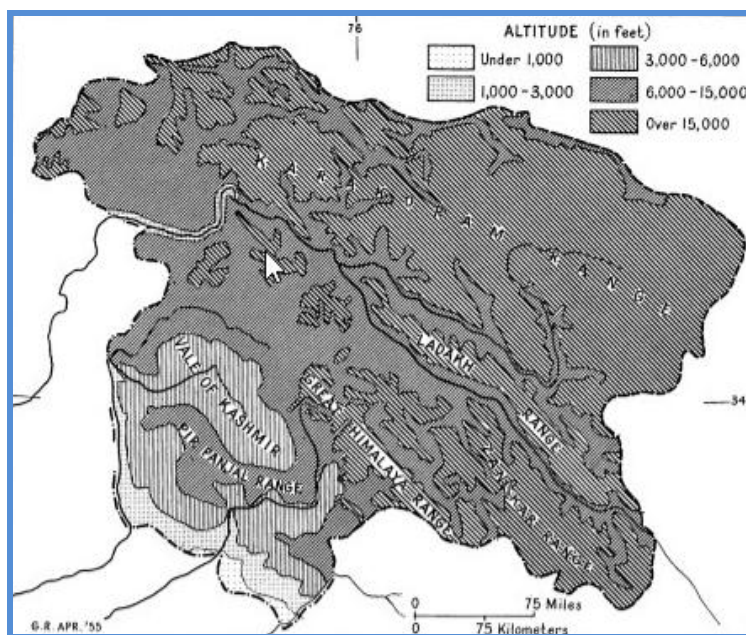 76
ALTITUDE (in feet)
Under 1,000
3,000-6,000
1,000-3,000
6,000-15,000
Over 15,000
KARAKURAM RANGE
LADAKH RANGE
34
VALE OF KASHMIR
GREAT HIMALAYA RANGE
PIR PANJAL RANGE
ZANSKAR RANGE
0 75 Miles
0 75 Kilometers
G.R. APR. '55